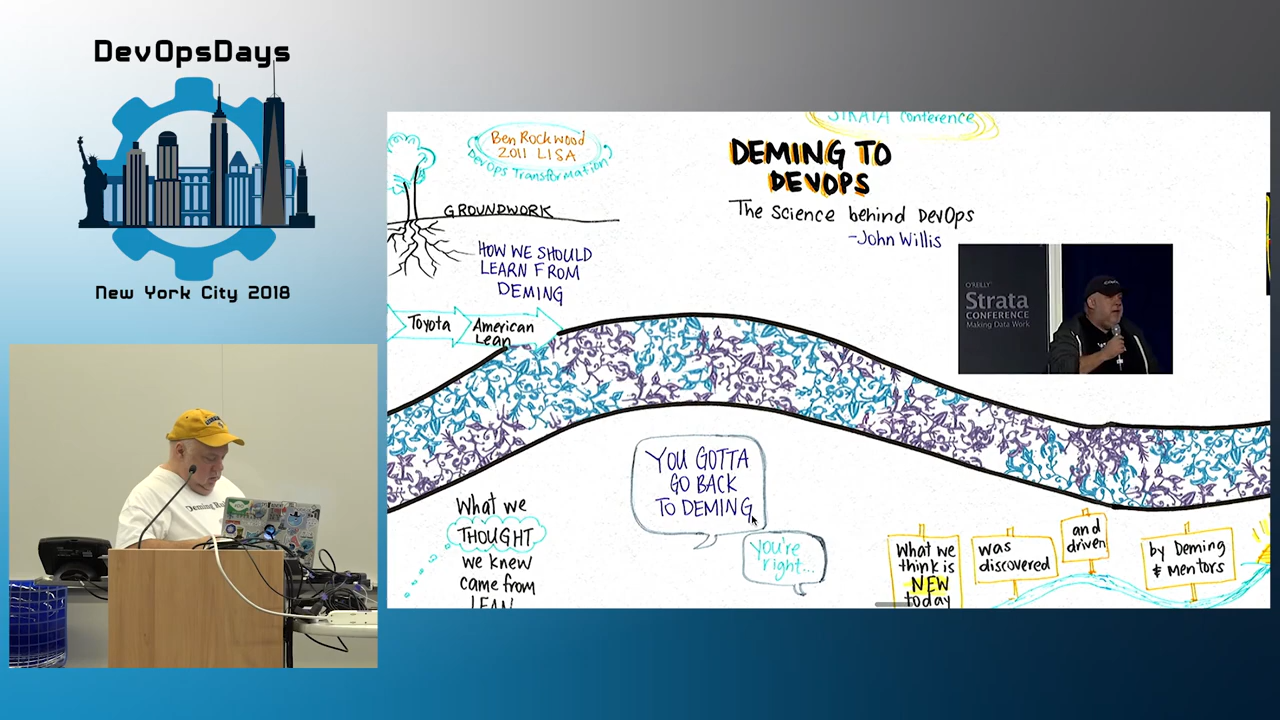 DevOpsDays
New York City 2018
Deming
STRATA Conference
Ben Rockwood
2011 LISA
DevOps Transformation
DEMING TO
DEVOPS
The Science behind DevOps
-John Willis
GROUNDWORK
HOW WE SHOULD
LEARN FROM
DEMING
Toyota
American
Lean
O'REILLY
Strata
CONFERENCE
Making Data Work
YOU GOTTA
GO BACK
TO DEMING
You're
right...
What we
THOUGHT
we knew
came from
LEAN
What we
think is
NEW
today
was
discovered
and
driven
by Deming
& Mentors